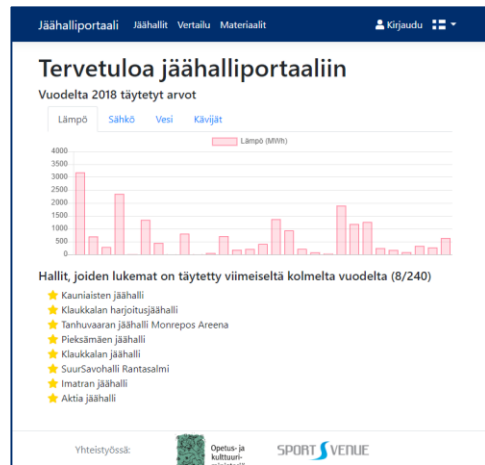 Jäähalliportaali Jäähallit Vertailu Materiaalit Kirjaudu
Tervetuloa jäähalliportaaliin
Vuodelta 2018 täytetyt arvot
Lämpö Sähkö Vesi Kävijät
Lämpö (MWh)
4000
3500
3000
2500
2000
1500
1000
500
0
Hallit, joiden lukemat on täytetty viimeiseltä kolmelta vuodelta (8/240)
Kauniaisten jäähalli
Klaukkalan harjoitusjäähalli
Tanhuvaaran jäähalli Monrepos Areena
Pieksämäen jäähalli
Klaukkalan jäähalli
SuurSavohalli Rantasalmi
Imatran jäähalli
Aktia jäähalli
Yhteistyössä:
Opetus- ja
kulttuuri-
SPORT VENUE